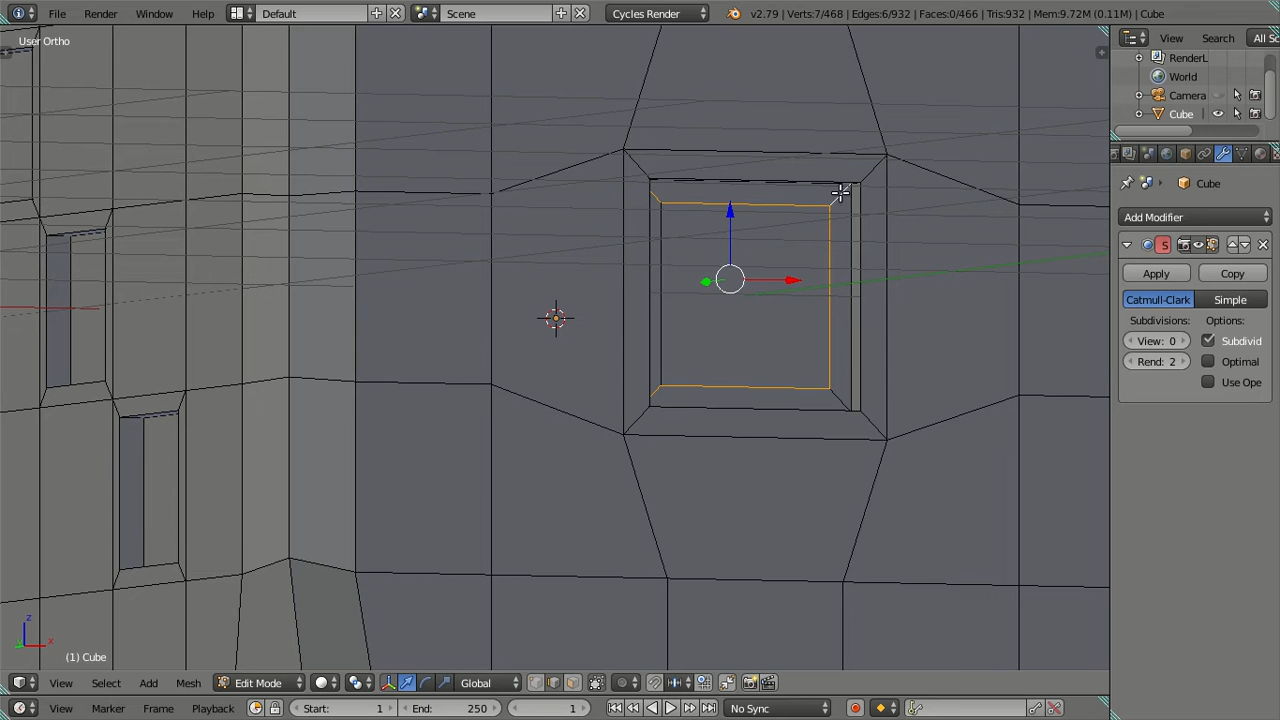 File Render Window Help Default Scene Cycles Render v2.79 | Verts:7/468 | Edges:6/932 | Faces:0/466 | Tris:932 | Mem:9.72M (0.11M) | Cube
User Ortho
View Search All Sc
RenderL
World
Camera
Cube
Cube
Add Modifier
S
Apply Copy
Catmull-Clark Simple
Subdivisions: Options:
View: 0 Subdivid
Rend: 2 Optimal
Use Ope
z
x
(1) Cube
View Select Add Mesh Edit Mode Global
View Marker Frame Playback Start: 1 End: 250 1 No Sync